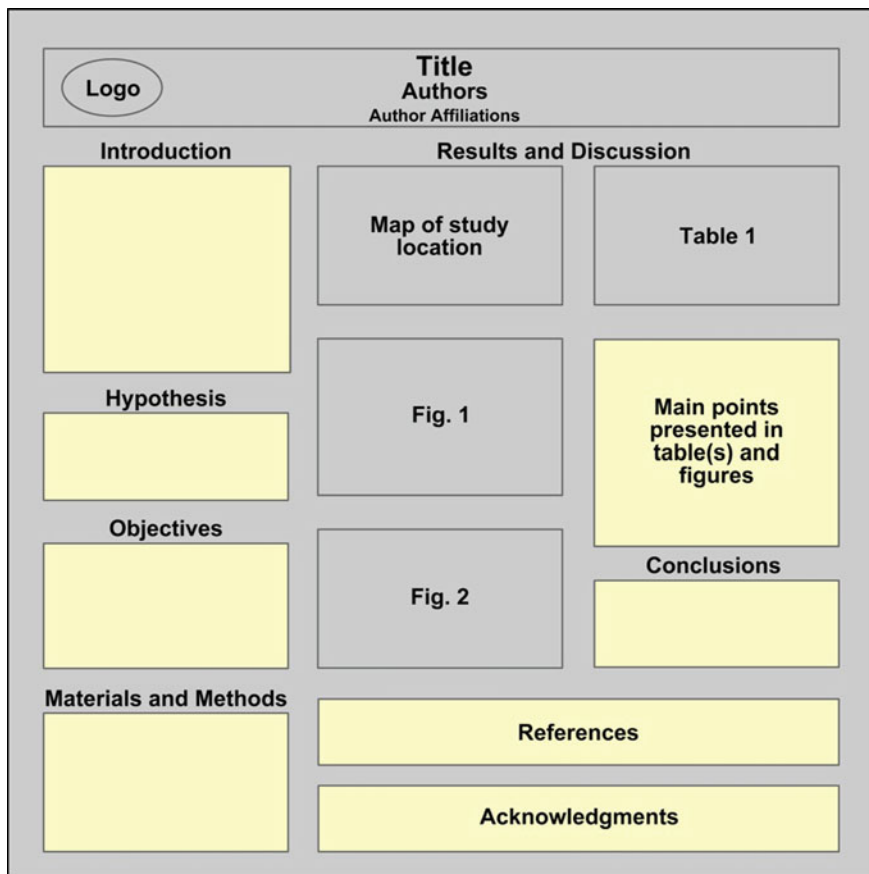 Logo
Title
Authors
Author Affiliations
Introduction
Hypothesis
Objectives
Materials and Methods
Results and Discussion
Map of study
location
Table 1
Fig. 1
Main points
presented in
table(s) and
figures
Fig. 2
Conclusions
References
Acknowledgments